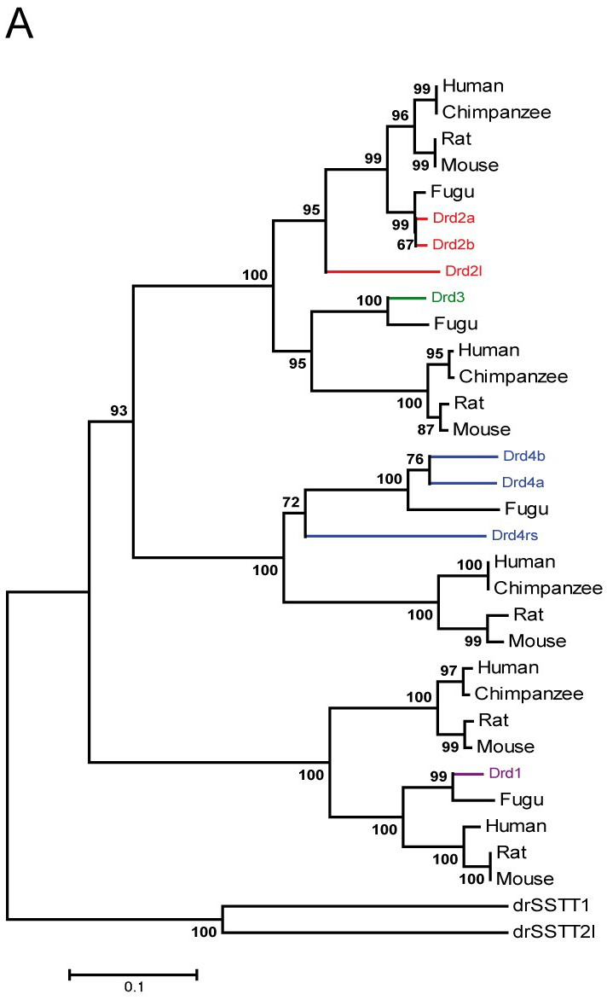 A
99 Human
96 Chimpanzee
Rat
99 99 Mouse
Fugu
95 99 Drd2a
67 Drd2b
100 Drd2l
Drd3
100 Fugu
95 95 Human
Chimpanzee
100 Rat
93 87 Mouse
76 Drd4b
100 Drd4a
72 Fugu
Drd4rs
100 100 Human
Chimpanzee
100 Rat
99 Mouse
97 Human
100 Chimpanzee
Rat
99 Mouse
100 99 Drd1
Fugu
100 Human
100 Rat
100 Mouse
drSSTT1
100 drSSTT2l
0.1